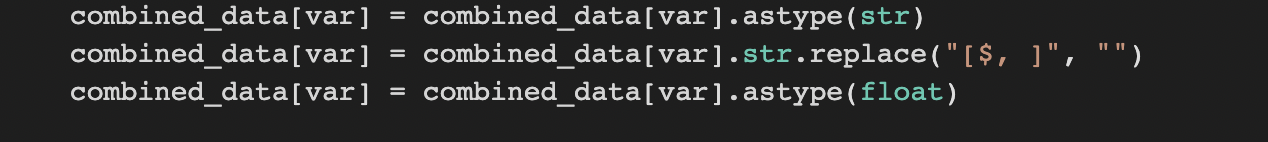 combined_data[var] = combined_data[var].astype(str)
combined_data[var] = combined_data[var].str.replace("[$, ]", "")
combined_data[var] = combined_data[var].astype(float)